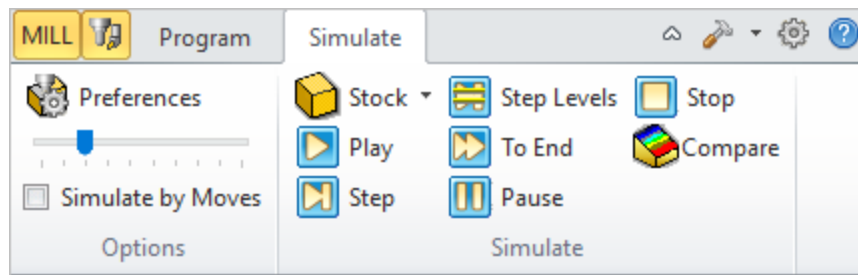 MILL Program Simulate
Preferences Stock Step Levels Stop
Play To End Compare
Simulate by Moves Step Pause
Options Simulate